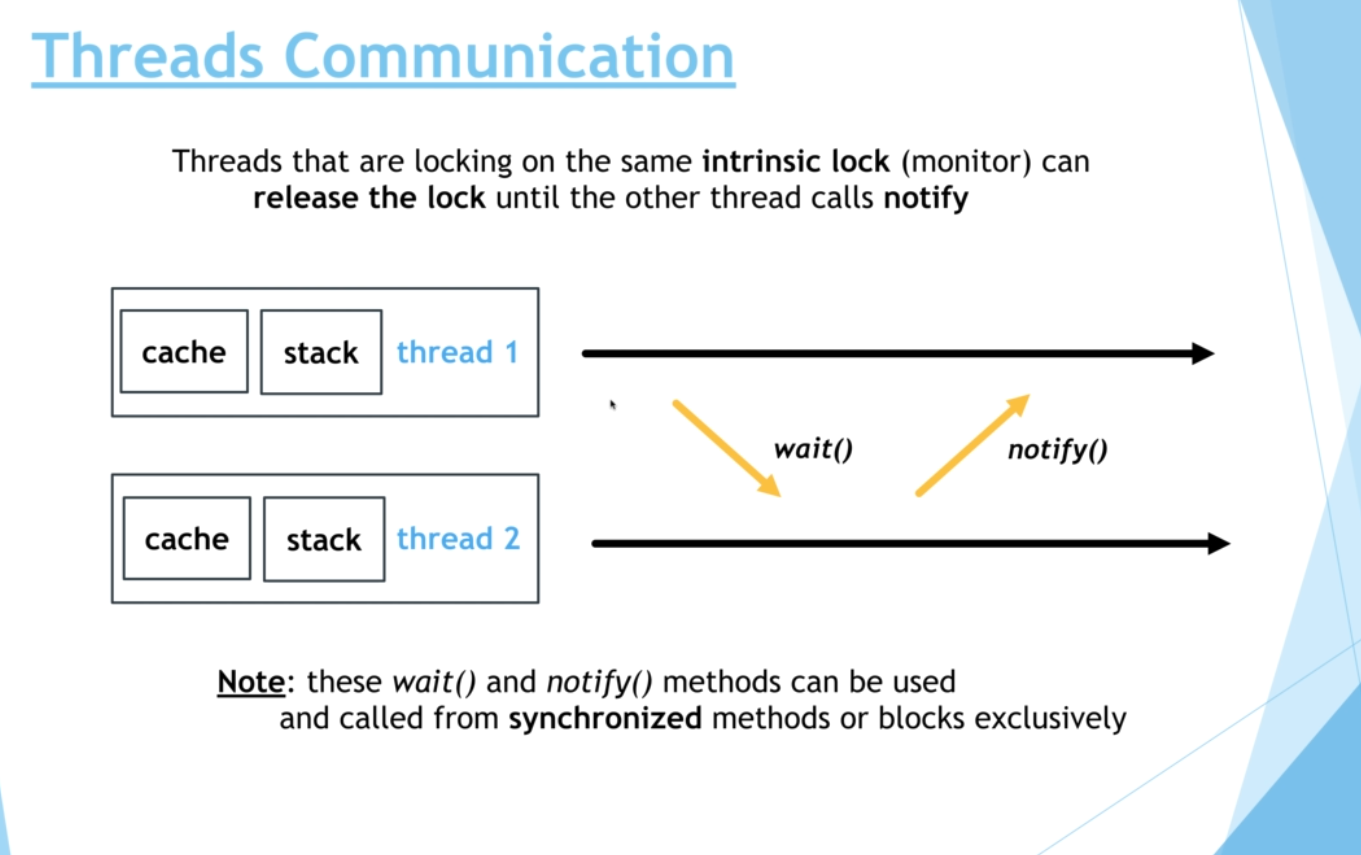 Threads Communication
Threads that are locking on the same intrinsic lock (monitor) can
release the lock until the other thread calls notify
cache
stack
thread 1
wait()
notify()
cache
stack
thread 2
Note: these wait() and notify() methods can be used
and called from synchronized methods or blocks exclusively